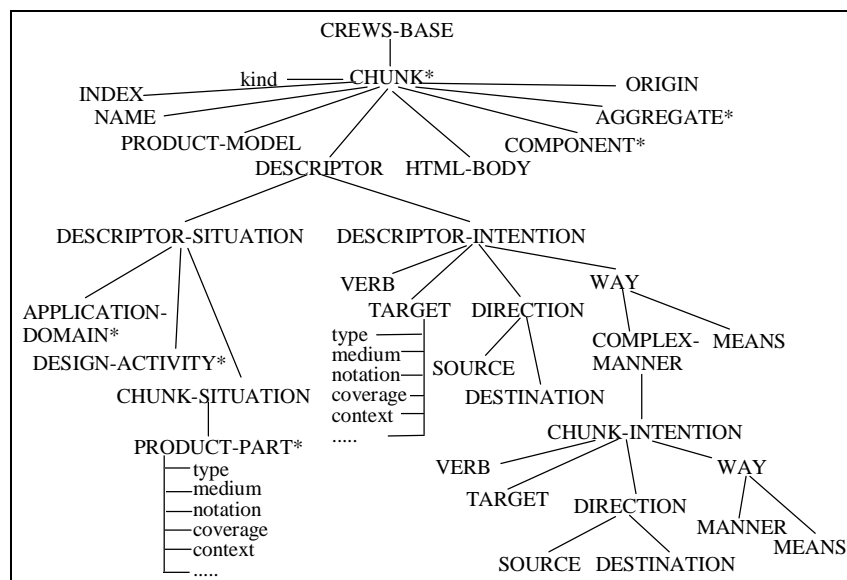 CREWS-BASE
kind CHUNK*
ORIGIN
INDEX
NAME
AGGREGATE*
PRODUCT-MODEL
COMPONENT*
DESCRIPTOR HTML-BODY
DESCRIPTOR-SITUATION DESCRIPTOR-INTENTION
VERB WAY
APPLICATION-
DOMAIN*
TARGET DIRECTION
type
medium
notation
coverage
context
.....
COMPLEX-
MANNER
MEANS
DESIGN-ACTIVITY*
SOURCE
CHUNK-SITUATION
DESTINATION
PRODUCT-PART*
type
medium
notation
coverage
context
.....
CHUNK-INTENTION
VERB WAY
TARGET DIRECTION
MANNER
MEANS
SOURCE DESTINATION